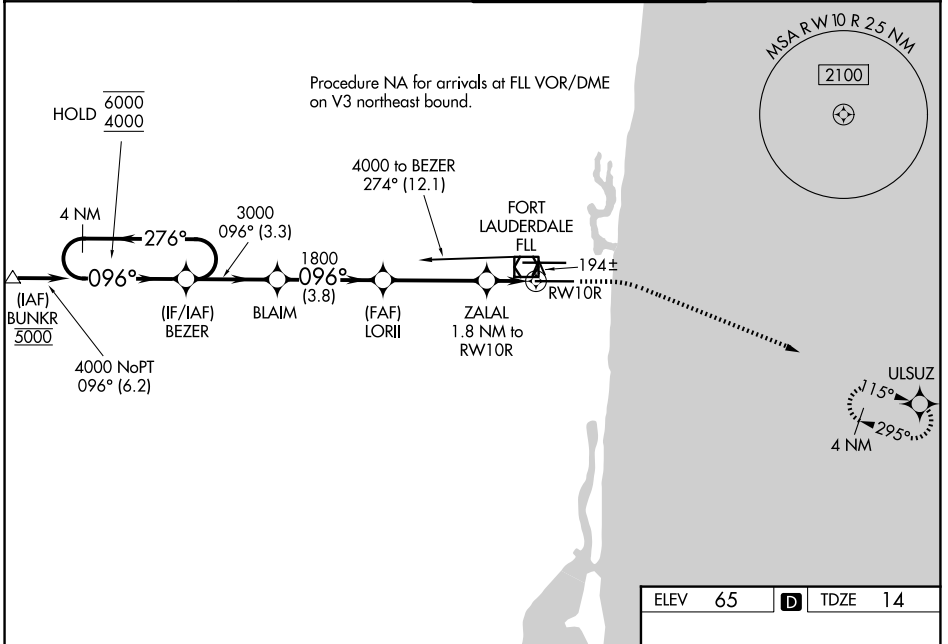 MSA RW 10 R 25 NM
2100
Procedure NA for arrivals at FLL VOR/DME
on V3 northeast bound.
HOLD
6000
4000
4000 to BEZER
274° (12.1)
4 NM
276°
096°
3000
096° (3.3)
1800
096°
(3.8)
FORT
LAUDERDALE
FLL
194±
RW10R
(IAF)
BUNKR
5000
(IF/IAF)
BEZER
BLAIM
(FAF)
LORII
ZALAL
1.8 NM to
RW10R
4000 NoPT
096° (6.2)
ULSUZ
115°
295°
4 NM
ELEV 65 D TDZE 14